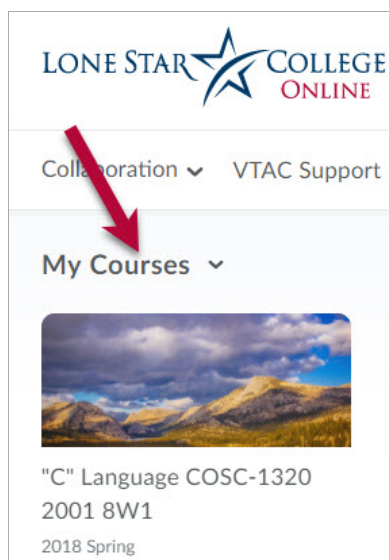 LONE STAR COLLEGE
ONLINE
Collaboration VTAC Support
My Courses
"C" Language COSC-1320
2001 8W1
2018 Spring